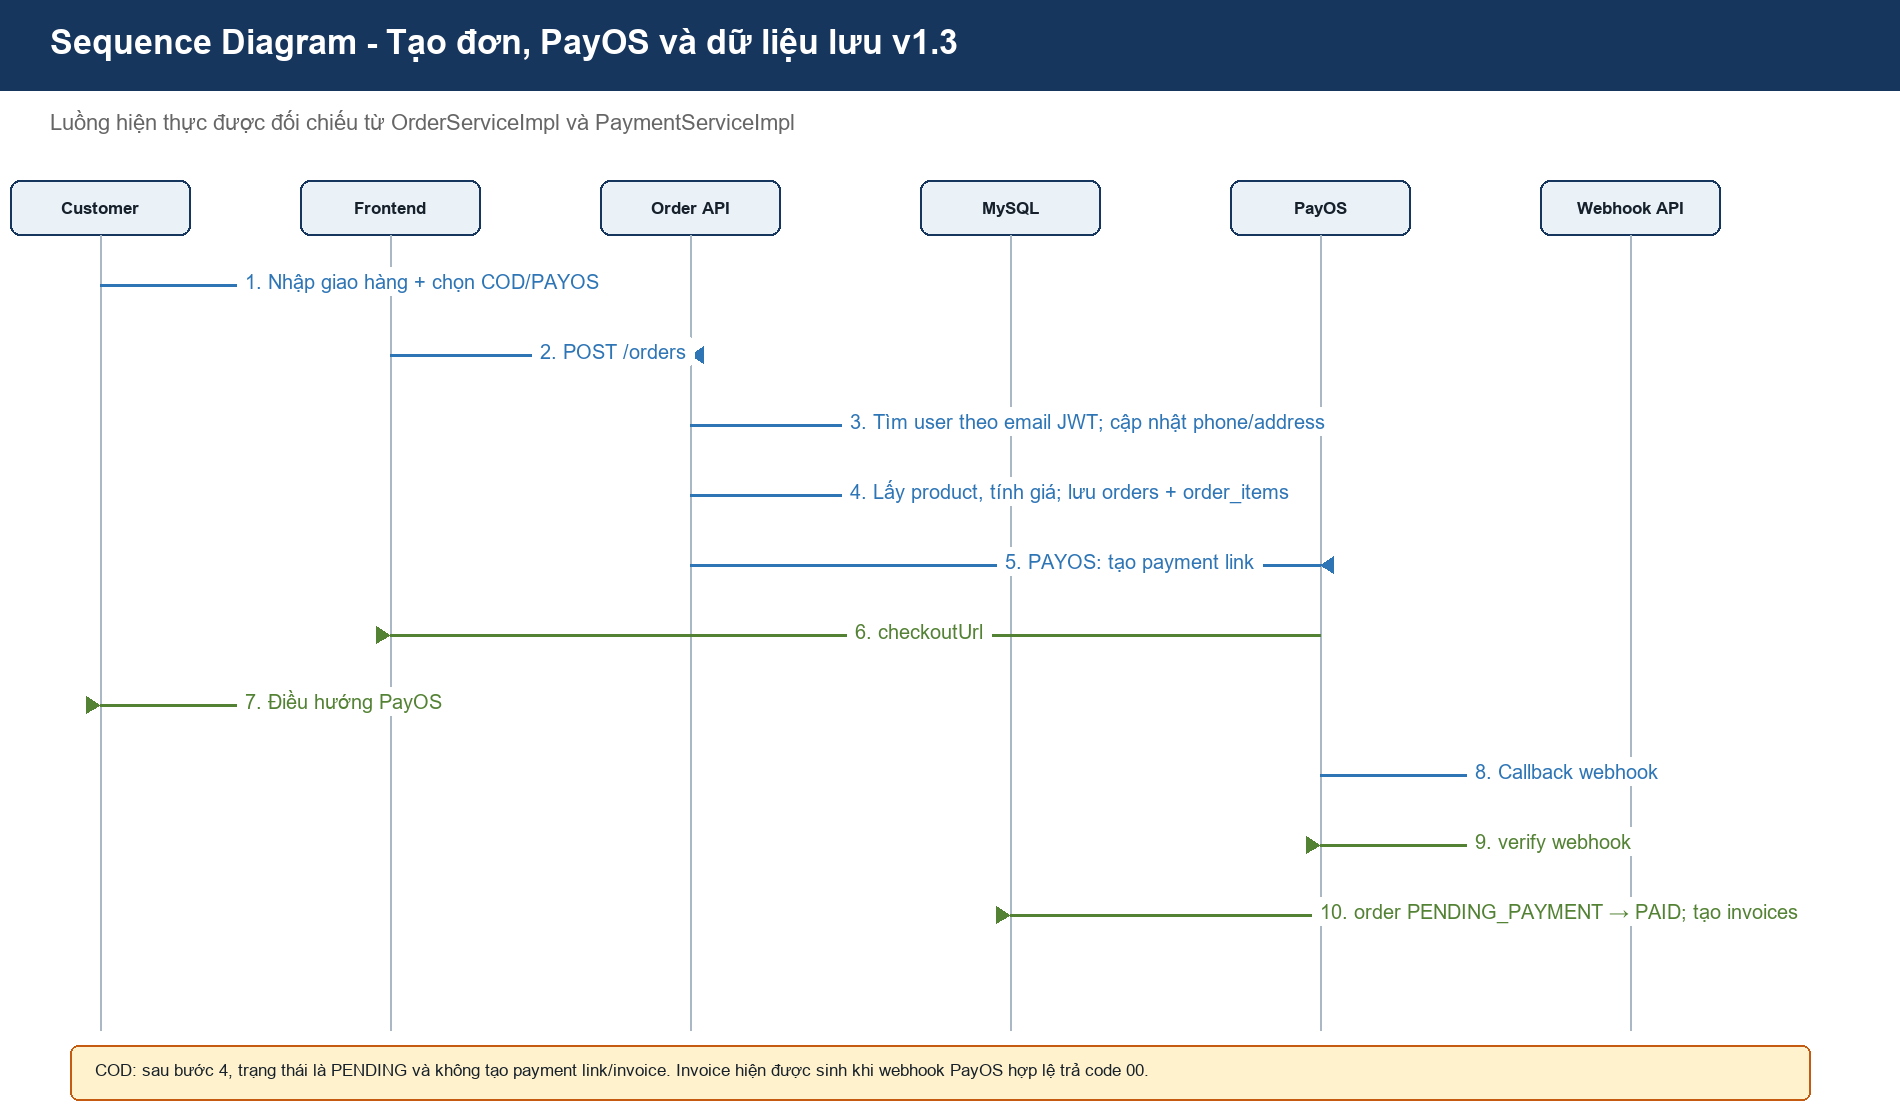 Sequence Diagram - Tạo đơn, PayOS và dữ liệu lưu v1.3
Luồng hiện thực được đối chiếu từ OrderServiceImpl và PaymentServiceImpl
Customer
Frontend
Order API
MySQL
PayOS
Webhook API
1. Nhập giao hàng + chọn COD/PAYOS
2. POST /orders
3. Tìm user theo email JWT; cập nhật phone/address
4. Lấy product, tính giá; lưu orders + order_items
5. PAYOS: tạo payment link
6. checkoutUrl
7. Điều hướng PayOS
8. Callback webhook
9. verify webhook
10. order PENDING_PAYMENT → PAID; tạo invoices
COD: sau bước 4, trạng thái là PENDING và không tạo payment link/invoice. Invoice hiện được sinh khi webhook PayOS hợp lệ trả code 00.